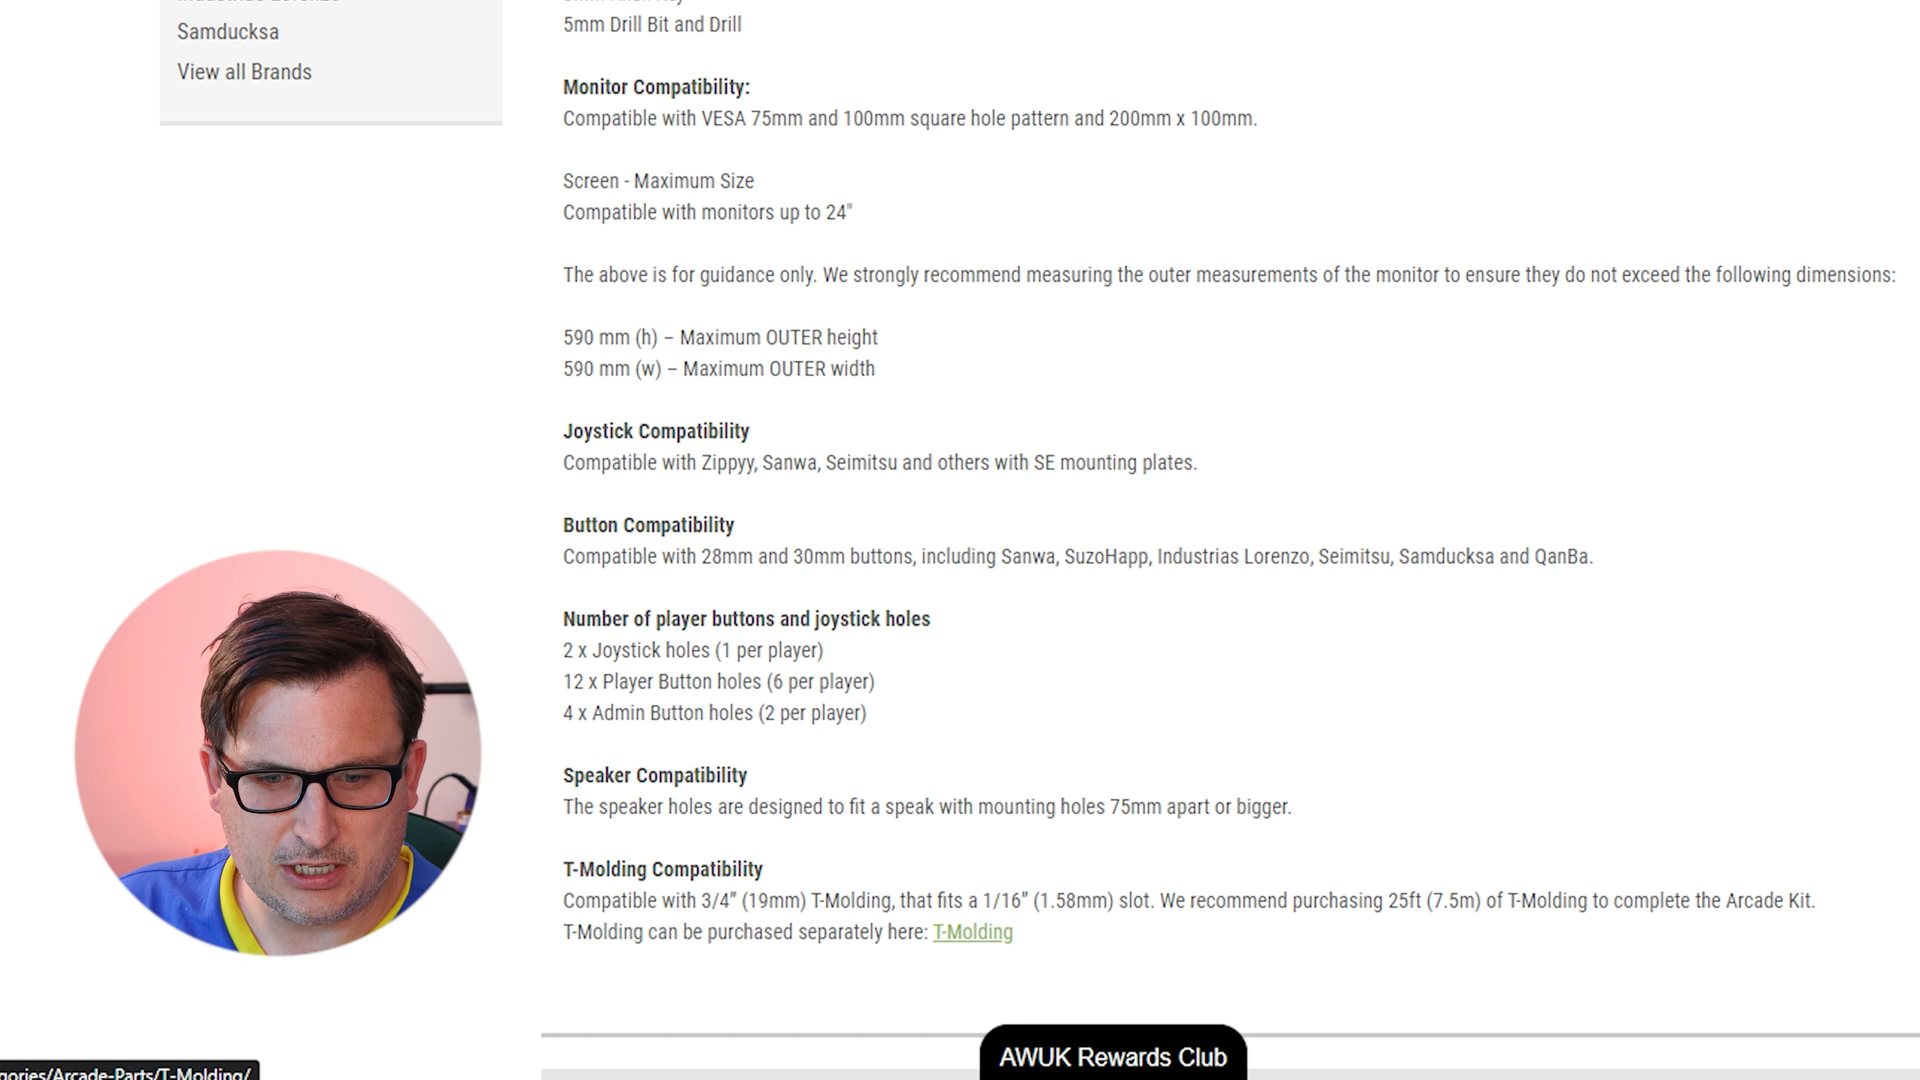 Samducksa
View all Brands
5mm Drill Bit and Drill
Monitor Compatibility:
Compatible with VESA 75mm and 100mm square hole pattern and 200mm x 100mm.
Screen - Maximum Size
Compatible with monitors up to 24"
The above is for guidance only. We strongly recommend measuring the outer measurements of the monitor to ensure they do not exceed the following dimensions:
590 mm (h) – Maximum OUTER height
590 mm (w) – Maximum OUTER width
Joystick Compatibility
Compatible with Zippyy, Sanwa, Seimitsu and others with SE mounting plates.
Button Compatibility
Compatible with 28mm and 30mm buttons, including Sanwa, SuzoHapp, Industrias Lorenzo, Seimitsu, Samducksa and QanBa.
Number of player buttons and joystick holes
2 x Joystick holes (1 per player)
12 x Player Button holes (6 per player)
4 x Admin Button holes (2 per player)
Speaker Compatibility
The speaker holes are designed to fit a speak with mounting holes 75mm apart or bigger.
T-Molding Compatibility
Compatible with 3/4” (19mm) T-Molding, that fits a 1/16” (1.58mm) slot. We recommend purchasing 25ft (7.5m) of T-Molding to complete the Arcade Kit.
T-Molding can be purchased separately here: T-Molding
AWUK Rewards Club
gories/Arcade-Parts/T-Molding/